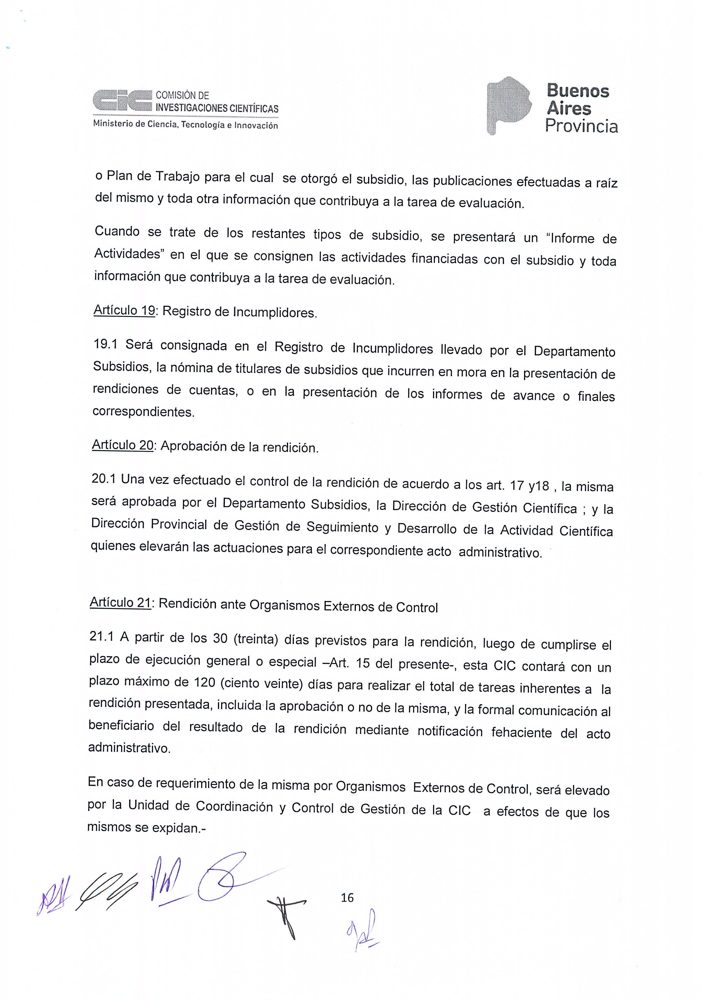 CIC COMISIÓN DE
INVESTIGACIONES CIENTÍFICAS
Ministerio de Ciencia, Tecnología e Innovación
Buenos
Aires
Provincia
o Plan de Trabajo para el cual  se otorgó el subsidio, las publicaciones efectuadas a raíz
del mismo y toda otra información que contribuya a la tarea de evaluación.
Cuando se trate de los restantes tipos de subsidio, se presentará un “Informe de
Actividades” en el que se consignen las actividades financiadas con el subsidio y toda
información que contribuya a la tarea de evaluación.
Artículo 19: Registro de Incumplidores.
19.1 Será consignada en el Registro de Incumplidores llevado por el Departamento
Subsidios, la nómina de titulares de subsidios que incurren en mora en la presentación de
rendiciones de cuentas, o en la presentación de los informes de avance o finales
correspondientes.
Artículo 20: Aprobación de la rendición.
20.1 Una vez efectuado el control de la rendición de acuerdo a los art. 17 y18 , la misma
será aprobada por el Departamento Subsidios, la Dirección de Gestión Científica ; y la
Dirección Provincial de Gestión de Seguimiento y Desarrollo de la Actividad Científica
quienes elevarán las actuaciones para el correspondiente acto  administrativo.
Artículo 21: Rendición ante Organismos Externos de Control
21.1 A partir de los 30 (treinta) días previstos para la rendición, luego de cumplirse el
plazo de ejecución general o especial –Art. 15 del presente-, esta CIC contará con un
plazo máximo de 120 (ciento veinte) días para realizar el total de tareas inherentes a  la
rendición presentada, incluida la aprobación o no de la misma, y la formal comunicación al
beneficiario del resultado de la rendición mediante notificación fehaciente del acto
administrativo.
En caso de requerimiento de la misma por Organismos  Externos de Control, será elevado
por la Unidad de Coordinación y Control de Gestión de la CIC  a efectos de que los
mismos se expidan.-
16